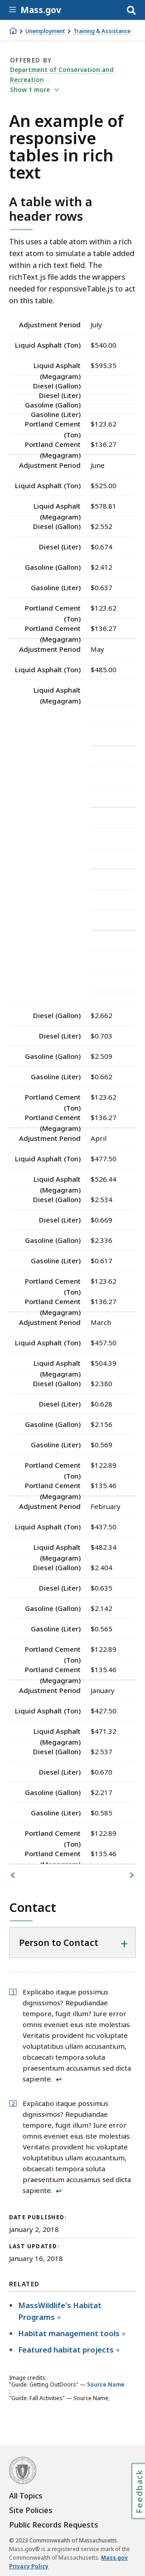 Mass.gov
Unemployment
Training & Assistance
OFFERED BY
Department of Conservation and
Recreation
Show 1 more
An example of
responsive
tables in rich
text
A table with a
header rows
This uses a table atom within a rich
text atom to simulate a table added
to a rich text field. The
richText.js file adds the wrappers
needed for responsiveTable.js to act
on this table.
Adjustment Period July
Liquid Asphalt (Ton) $540.00
Liquid Asphalt $595.35
(Megagram)
Diesel (Gallon)
Diesel (Liter)
Gasoline (Gallon)
Gasoline (Liter)
Portland Cement $123.62
(Ton)
Portland Cement $136.27
(Megagram)
Adjustment Period June
Liquid Asphalt (Ton) $525.00
Liquid Asphalt $578.81
(Megagram)
Diesel (Gallon) $2.552
Diesel (Liter) $0.674
Gasoline (Gallon) $2.412
Gasoline (Liter) $0.637
Portland Cement $123.62
(Ton)
Portland Cement $136.27
(Megagram)
Adjustment Period May
Liquid Asphalt (Ton) $485.00
Liquid Asphalt
(Megagram)
Diesel (Gallon) $2.662
Diesel (Liter) $0.703
Gasoline (Gallon) $2.509
Gasoline (Liter) $0.662
Portland Cement $123.62
(Ton)
Portland Cement $136.27
(Megagram)
Adjustment Period April
Liquid Asphalt (Ton) $477.50
Liquid Asphalt $526.44
(Megagram)
Diesel (Gallon) $2.534
Diesel (Liter) $0.669
Gasoline (Gallon) $2.336
Gasoline (Liter) $0.617
Portland Cement $123.62
(Ton)
Portland Cement $136.27
(Megagram)
Adjustment Period March
Liquid Asphalt (Ton) $457.50
Liquid Asphalt $504.39
(Megagram)
Diesel (Gallon) $2.380
Diesel (Liter) $0.628
Gasoline (Gallon) $2.156
Gasoline (Liter) $0.569
Portland Cement $122.89
(Ton)
Portland Cement $135.46
(Megagram)
Adjustment Period February
Liquid Asphalt (Ton) $437.50
Liquid Asphalt $482.34
(Megagram)
Diesel (Gallon) $2.404
Diesel (Liter) $0.635
Gasoline (Gallon) $2.142
Gasoline (Liter) $0.565
Portland Cement $122.89
(Ton)
Portland Cement $135.46
(Megagram)
Adjustment Period January
Liquid Asphalt (Ton) $427.50
Liquid Asphalt $471.32
(Megagram)
Diesel (Gallon) $2.537
Diesel (Liter) $0.670
Gasoline (Gallon) $2.217
Gasoline (Liter) $0.585
Portland Cement $122.89
(Ton)
Portland Cement $135.46
Contact
Person to Contact +
1 Explicabo itaque possimus
dignissimos? Repudiandae
tempore, fugit illum? Iure error
omnis eveniet eius iste molestias.
Veritatis provident hic voluptate
dignissimos voluptatum ullam,
obcaecati tempora soluta
praesentium accusamus sed dicta
sapiente. ↩
2 Explicabo itaque possimus
dignissimos? Repudiandae
tempore, fugit illum? Iure error
omnis eveniet eius iste molestias.
Veritatis provident hic voluptate
dignissimos voluptatum ullam,
obcaecati tempora soluta
praesentium accusamus sed dicta
sapiente. ↩
DATE PUBLISHED:
January 2, 2018
LAST UPDATED:
January 16, 2018
RELATED
MassWildlife's Habitat
Programs +
Habitat management tools +
Featured habitat projects +
Image credits:
"Guide: Getting OutDoors" — Source Name
;
"Guide: Fall Activities" — Source Name;
Feedback
All Topics
Site Policies
Public Records Requests
© 2023 Commonwealth of Massachusetts.
Mass.gov® is a registered service mark of the
Commonwealth of Massachusetts. Mass.gov
Privacy Policy